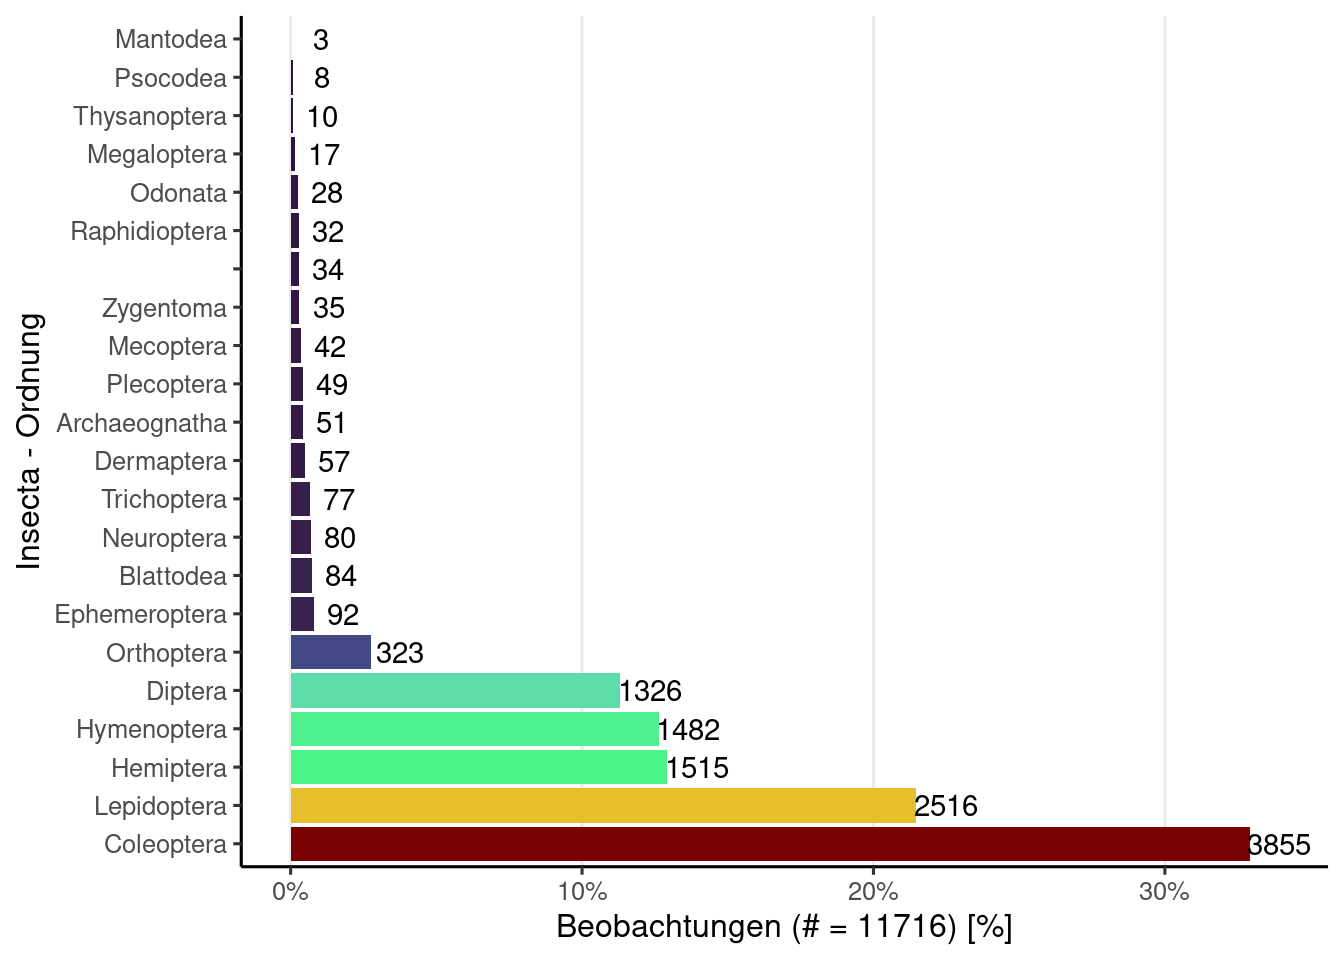 Insecta - Ordnung
Mantodea 3
Psocodea 8
Thysanoptera 10
Megaloptera 17
Odonata 28
Raphidioptera 32
34
Zygentoma 35
Mecoptera 42
Plecoptera 49
Archaeognatha 51
Dermaptera 57
Trichoptera 77
Neuroptera 80
Blattodea 84
Ephemeroptera 92
Orthoptera 323
Diptera 1326
Hymenoptera 1482
Hemiptera 1515
Lepidoptera 2516
Coleoptera 3855
0% 10% 20% 30%
Beobachtungen (# = 11716) [%]